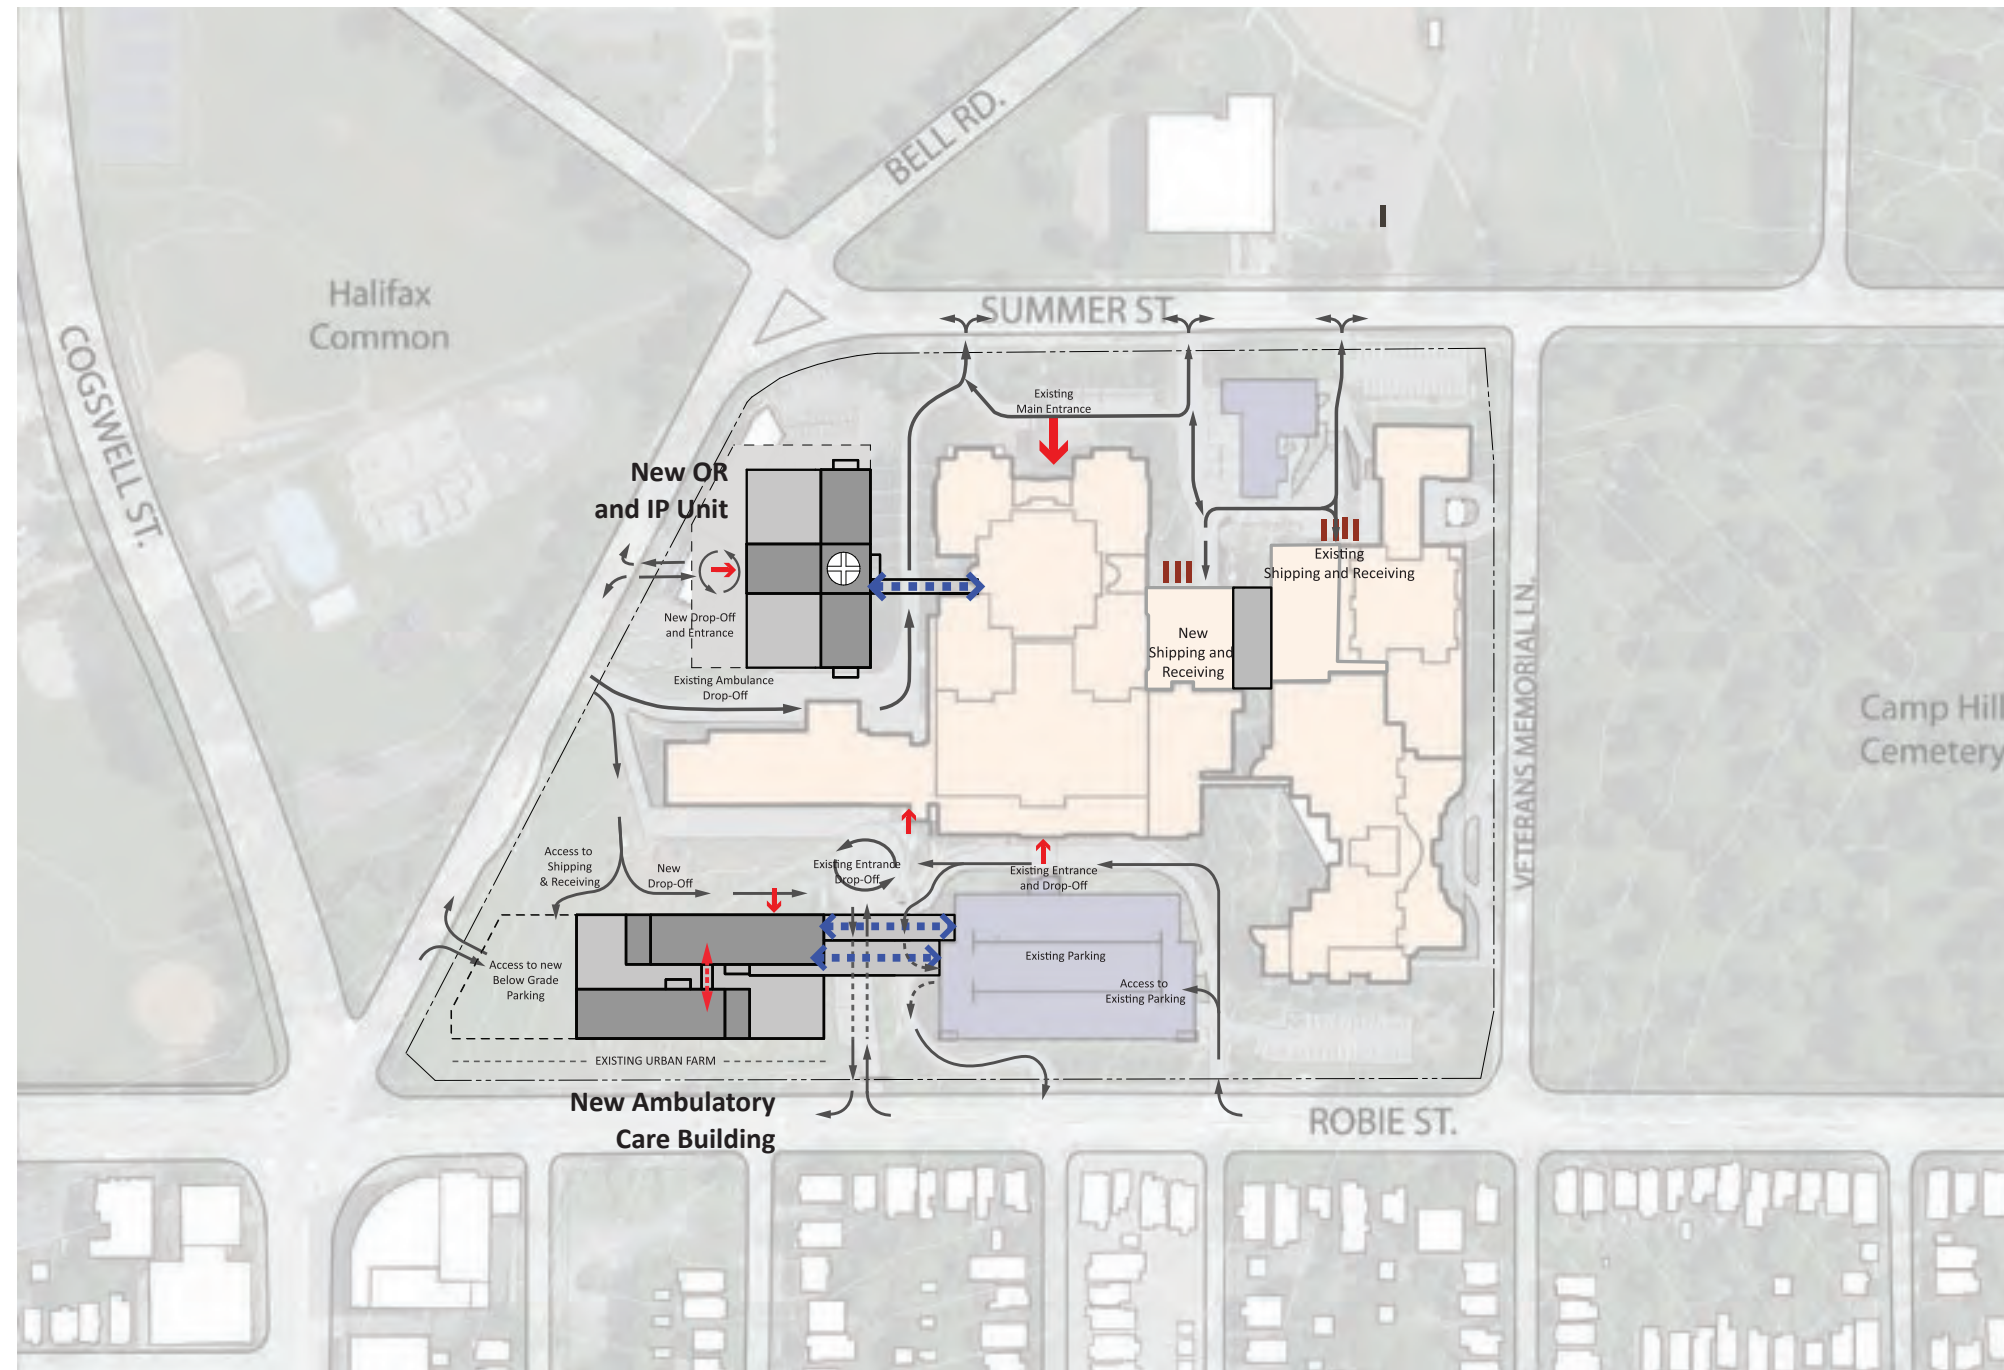 BELL RD.
Halifax
Common
SUMMER ST.
COGSWELL ST.
Existing
Main Entrance
New OR
and IP Unit
Existing
Shipping and Receiving
New Drop-Off
and Entrance
New
Shipping and
Receiving
Existing Ambulance
Drop-Off
VETERANS MEMORIAL LN.
Camp Hill
Cemetery
Access to
Shipping
& Receiving
New
Drop-Off
Existing Entrance
Drop-Off
Existing Entrance
and Drop-Off
Existing Parking
Access to new
Below Grade
Parking
Access to
Existing Parking
EXISTING URBAN FARM
New Ambulatory
Care Building
ROBIE ST.